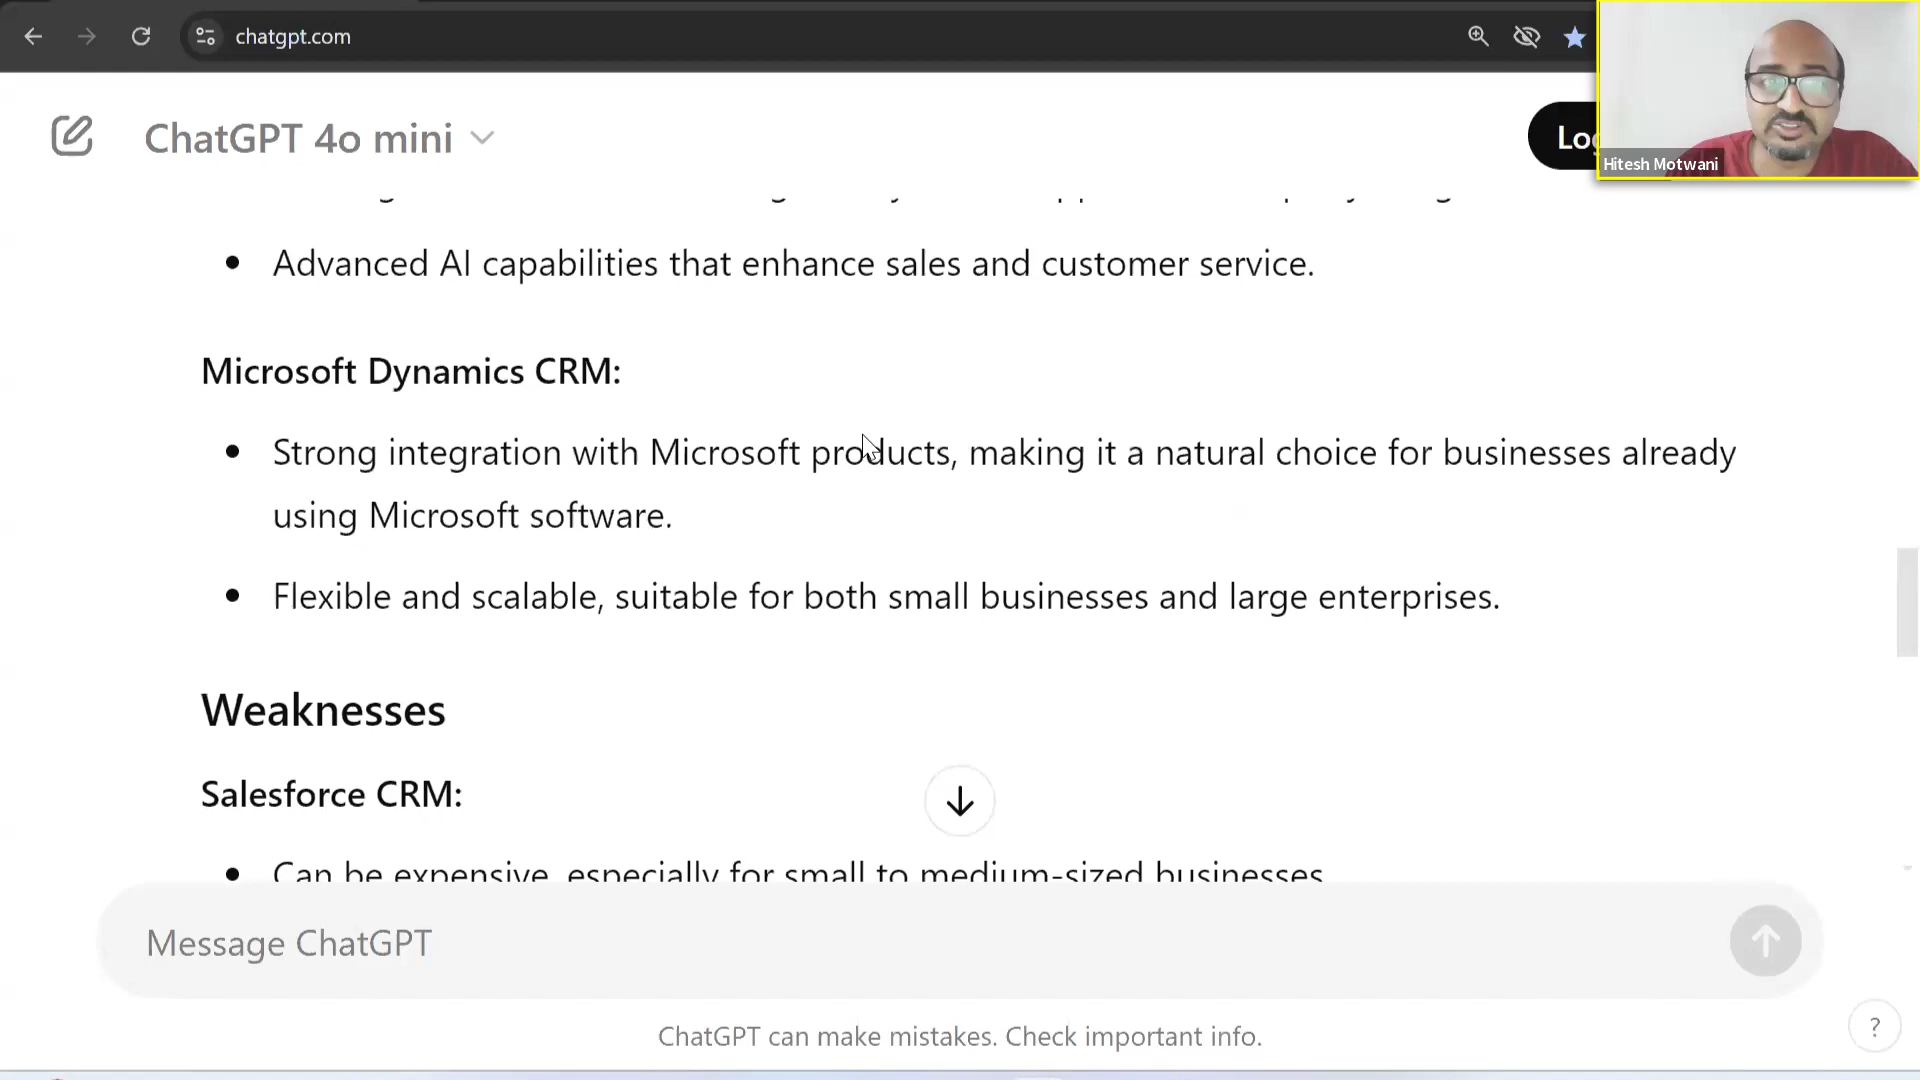 chatgpt.com
ChatGPT 4o mini
Hitesh Motwani
Advanced AI capabilities that enhance sales and customer service.
Microsoft Dynamics CRM:
Strong integration with Microsoft products, making it a natural choice for businesses already
using Microsoft software.
Flexible and scalable, suitable for both small businesses and large enterprises.
Weaknesses
Salesforce CRM:
Can be expensive, especially for small to medium-sized businesses
Message ChatGPT
ChatGPT can make mistakes. Check important info.
?